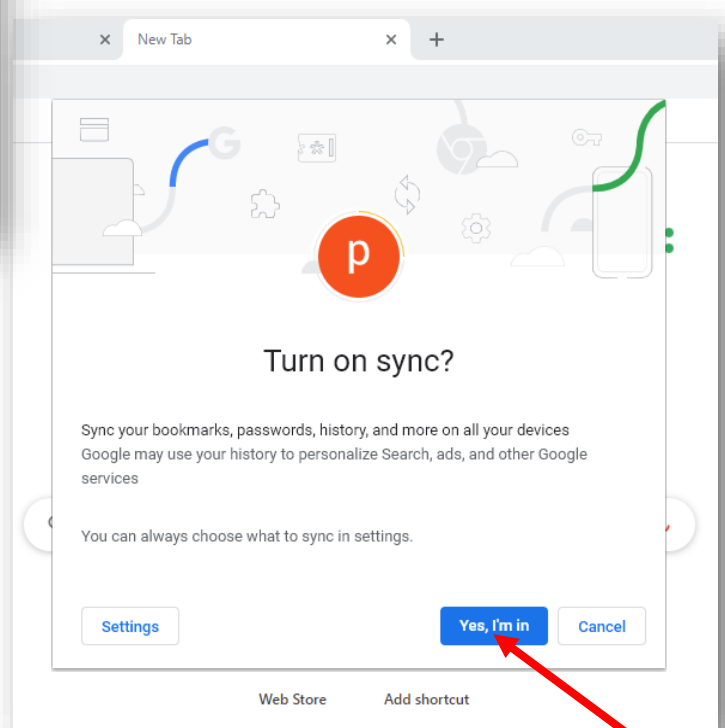 New Tab
G
p
Turn on sync?
Sync your bookmarks, passwords, history, and more on all your devices
Google may use your history to personalize Search, ads, and other Google
services
You can always choose what to sync in settings.
Settings Yes, I'm in Cancel
Web Store Add shortcut